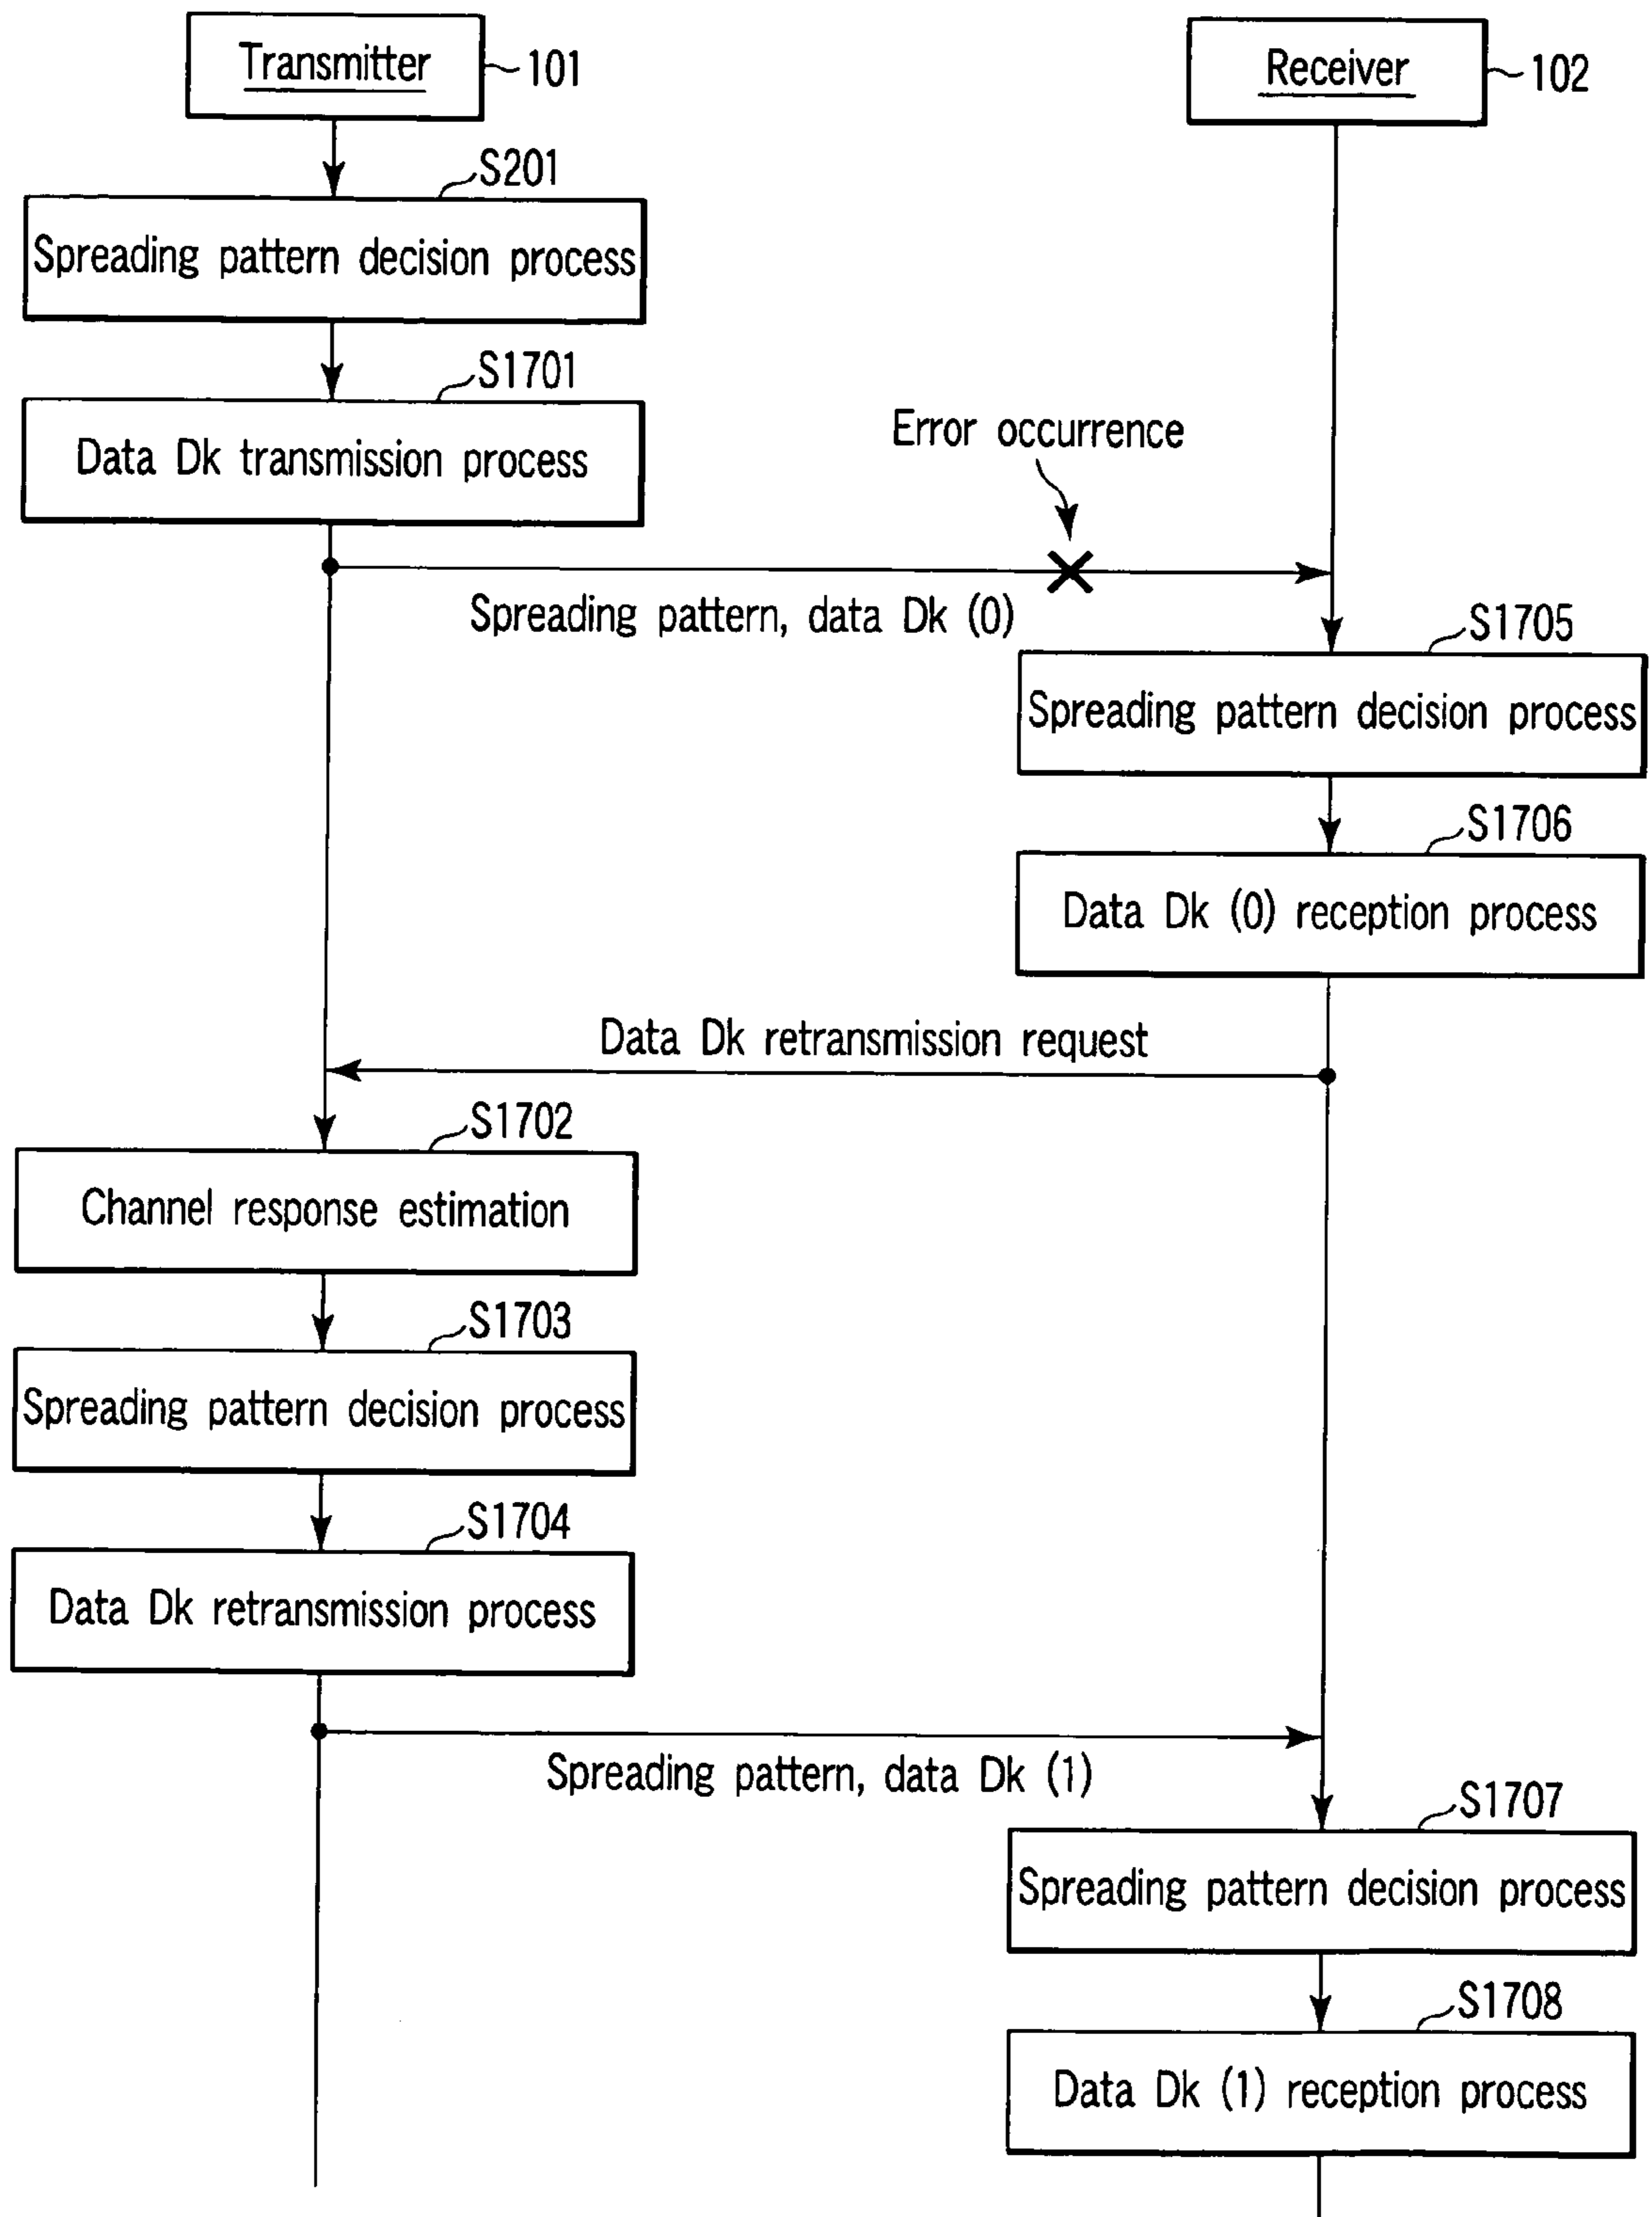 Transmitter
101
Receiver
102
S201
Spreading pattern decision process
S1701
Data Dk transmission process
Error occurrence
Spreading pattern, data Dk (0)
S1705
Spreading pattern decision process
S1706
Data Dk (0) reception process
Data Dk retransmission request
S1702
Channel response estimation
S1703
Spreading pattern decision process
S1704
Data Dk retransmission process
Spreading pattern, data Dk (1)
S1707
Spreading pattern decision process
S1708
Data Dk (1) reception process